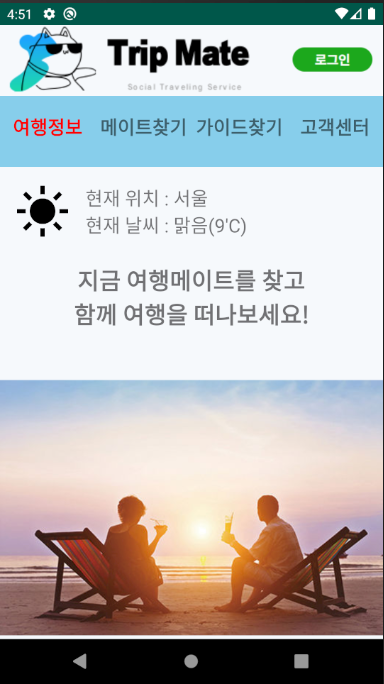 4:51
Trip Mate
Social Traveling Service
로그인
여행정보 메이트찾기 가이드찾기 고객센터
현재 위치 : 서울
현재 날씨 : 맑음(9'C)
지금 여행메이트를 찾고
함께 여행을 떠나보세요!